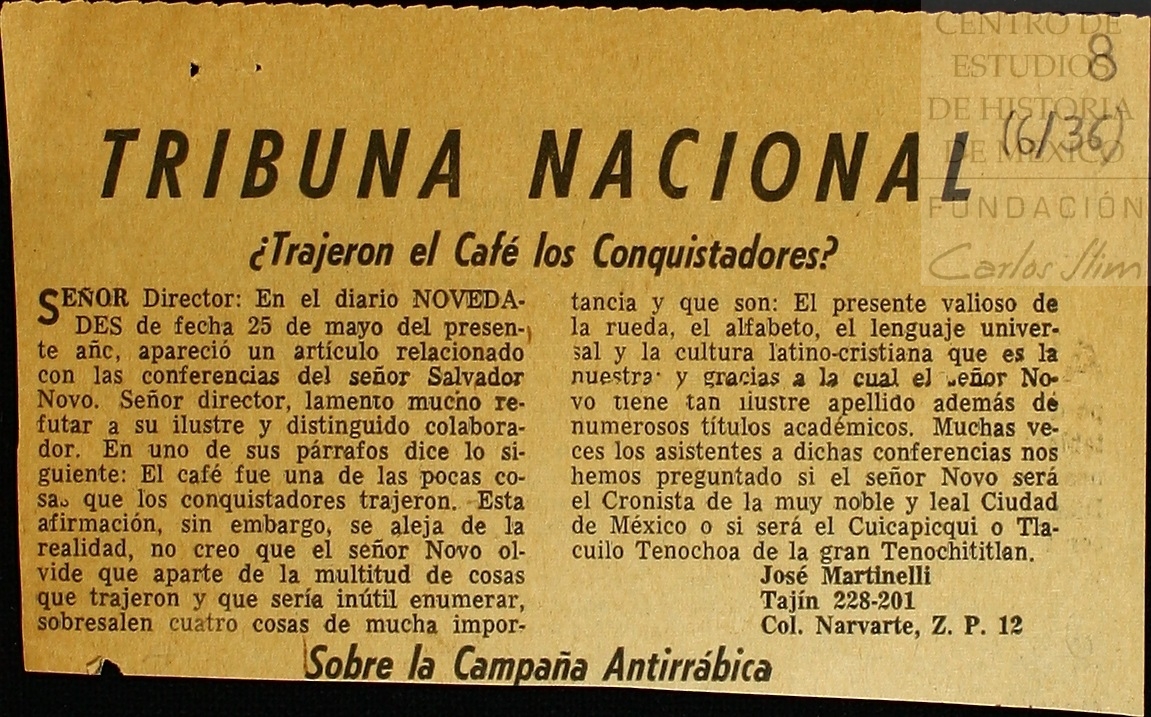 CENTRO DE
ESTUDIOS
8
DE HISTORIA
(6/36)
DE MÉXICO
FUNDACIÓN
Carlos Slim
TRIBUNA NACIONAL
¿Trajeron el Café los Conquistadores?
SEÑOR Director: En el diario NOVEDA-
DES de fecha 25 de mayo del presen-
te añc, apareció un artículo relacionado
con las conferencias del señor Salvador
Novo. Señor director, lamento mucho re-
futar a su ilustre y distinguido colabora-
dor. En uno de sus párrafos dice lo si-
guiente: El café fue una de las pocas co-
sas que los conquistadores trajeron. Esta
afirmación, sin embargo, se aleja de la
realidad, no creo que el señor Novo ol-
vide que aparte de la multitud de cosas
que trajeron y que sería inútil enumerar,
sobresalen cuatro cosas de mucha impor-
tancia y que son: El presente valioso de
la rueda, el alfabeto, el lenguaje univer-
sal y la cultura latino-cristiana que es la
nuestra y gracias a la cual el señor No-
vo tiene tan ilustre apellido además de
numerosos títulos académicos. Muchas ve-
ces los asistentes a dichas conferencias nos
hemos preguntado si el señor Novo será
el Cronista de la muy noble y leal Ciudad
de México o si será el Cuicapicqui o Tla-
cuilo Tenochoa de la gran Tenochititlan.
José Martinelli
Tajín 228-201
Col. Narvarte, Z. P. 12
Sobre la Campaña Antirrábica